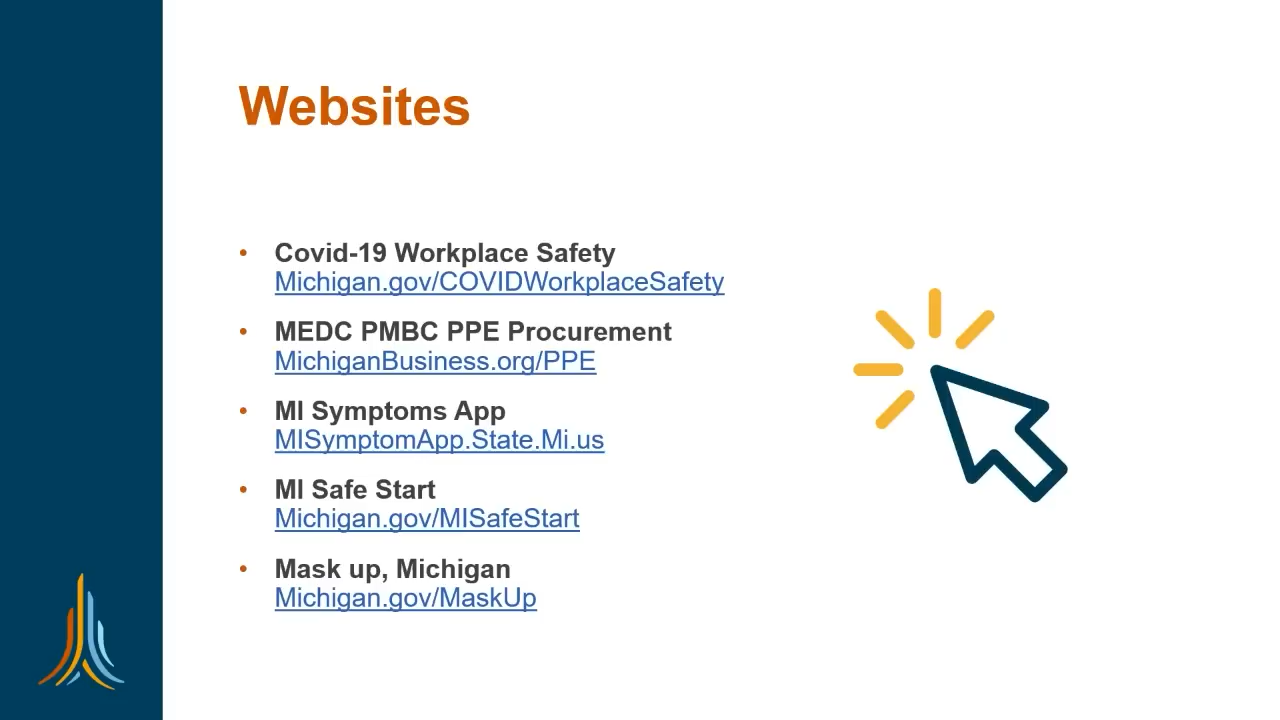 Websites
• Covid-19 Workplace Safety
Michigan.gov/COVIDWorkplaceSafety
• MEDC PMBC PPE Procurement
MichiganBusiness.org/PPE
• MI Symptoms App
MISymptomApp.State.Mi.us
• MI Safe Start
Michigan.gov/MISafeStart
• Mask up, Michigan
Michigan.gov/MaskUp